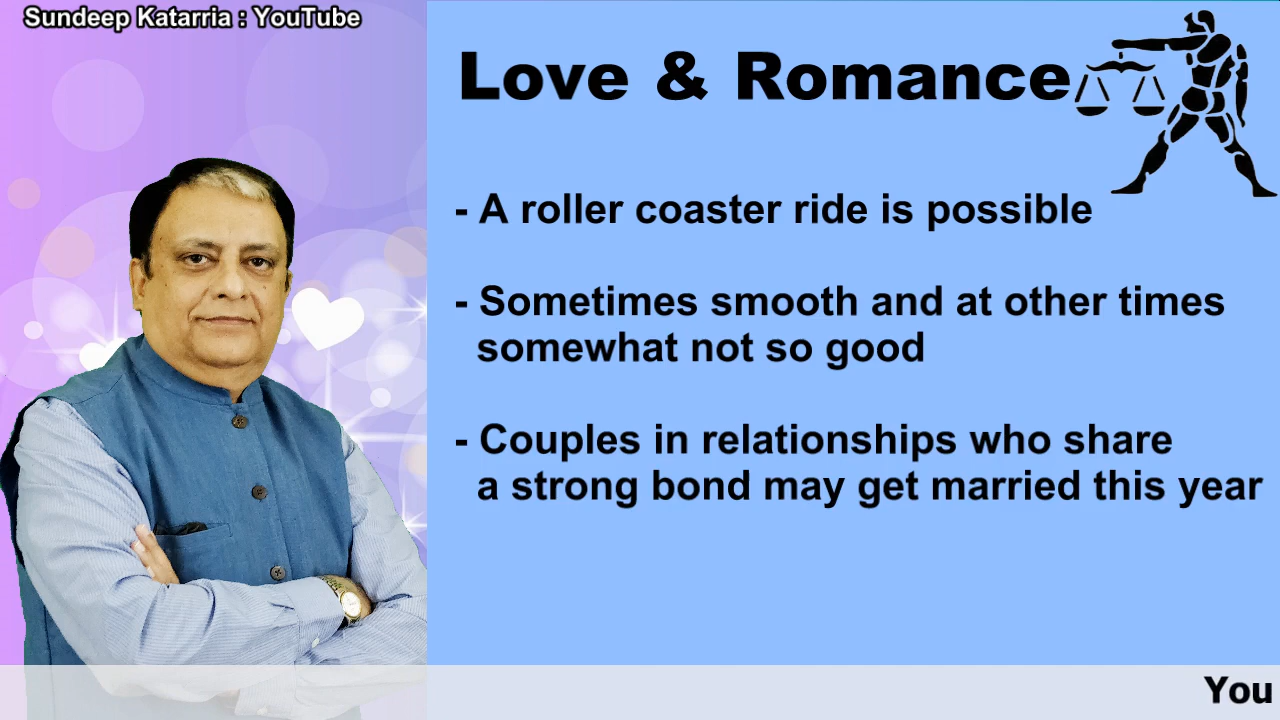 Sundeep Katarria : YouTube
Love & Romance
- A roller coaster ride is possible
- Sometimes smooth and at other times
somewhat not so good
- Couples in relationships who share
a strong bond may get married this year
You